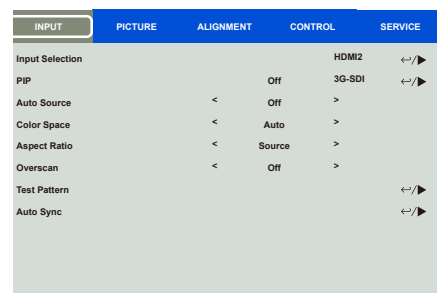 INPUT PICTURE ALIGNMENT CONTROL SERVICE
Input Selection HDMI2 ↩/▶
PIP Off 3G-SDI ↩/▶
Auto Source < Off >
Color Space < Auto >
Aspect Ratio < Source >
Overscan < Off >
Test Pattern ↩/▶
Auto Sync ↩/▶